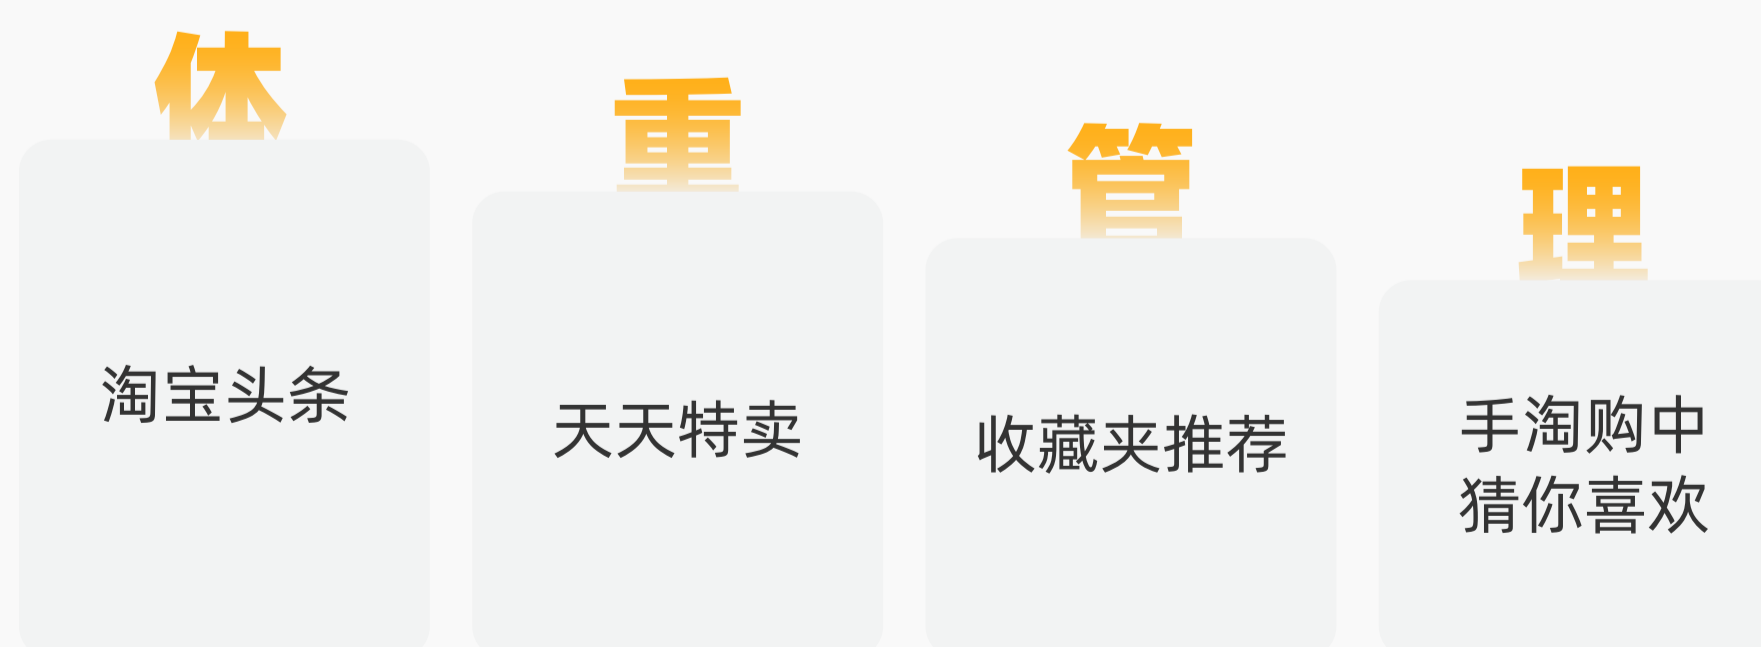 体
重
管
理
淘宝头条
天天特卖
收藏夹推荐
手淘购中
猜你喜欢